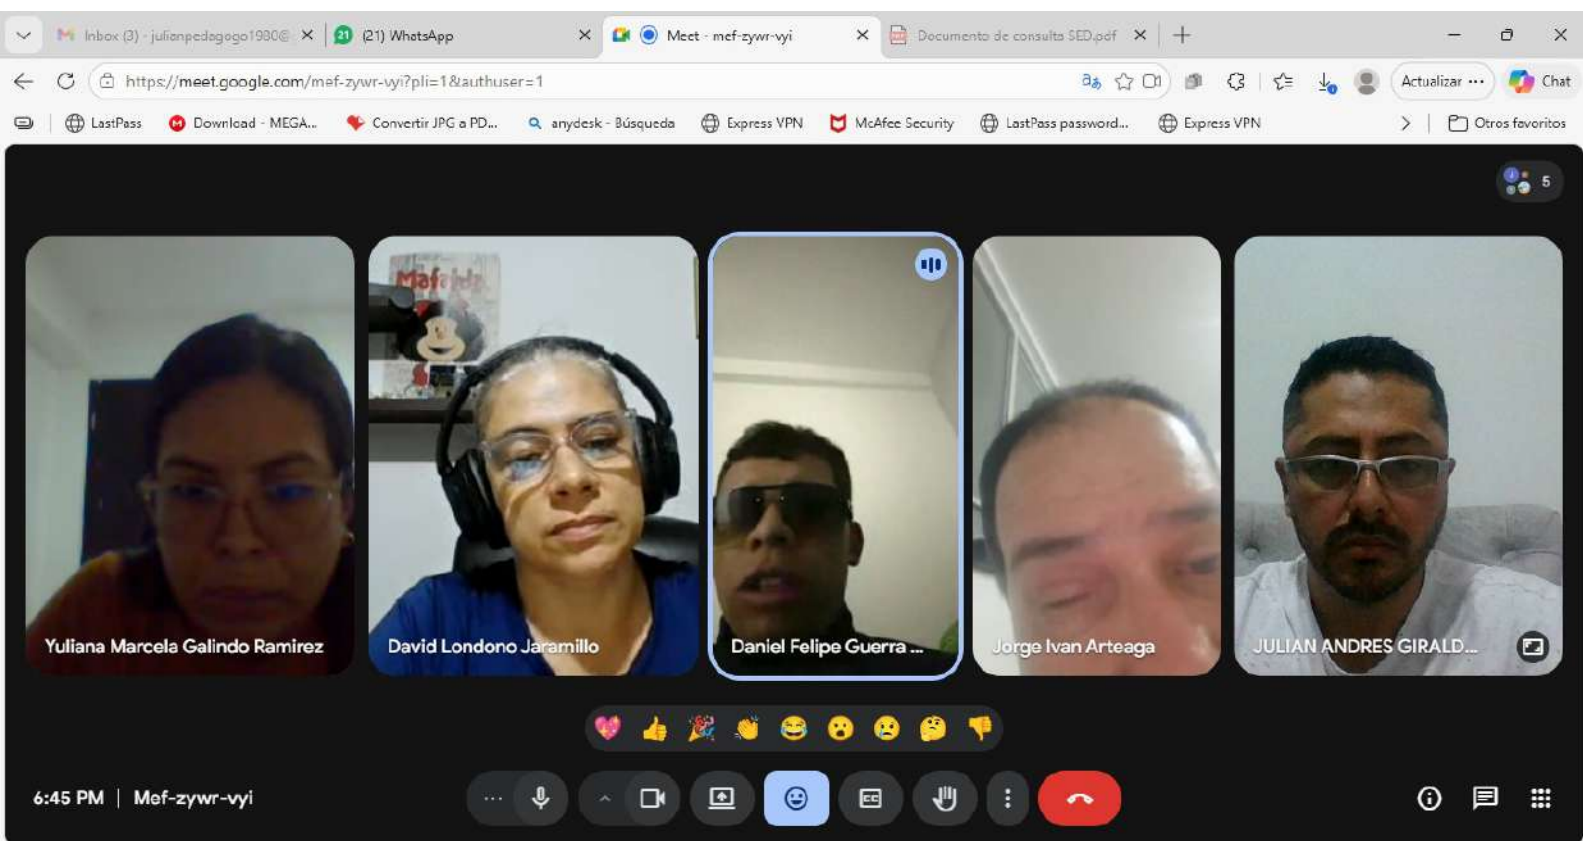 Inbox (3) - julianpedagogo1980@
(21) WhatsApp
Meet - mef-zywr-vyi
Documento de consulta SED.pdf
https://meet.google.com/mef-zywr-vyi?pli=1&authuser=1
Actualizar
Chat
LastPass
Download - MEGA...
Convertir JPG a PD...
anydesk - Búsqueda
Express VPN
McAfee Security
LastPass password...
Express VPN
Otros favoritos
5
Mafalda
Yuliana Marcela Galindo Ramirez
David Londono Jaramillo
Daniel Felipe Guerra ...
Jorge Ivan Arteaga
JULIAN ANDRES GIRALD...
6:45 PM | Mef-zywr-vyi
CC